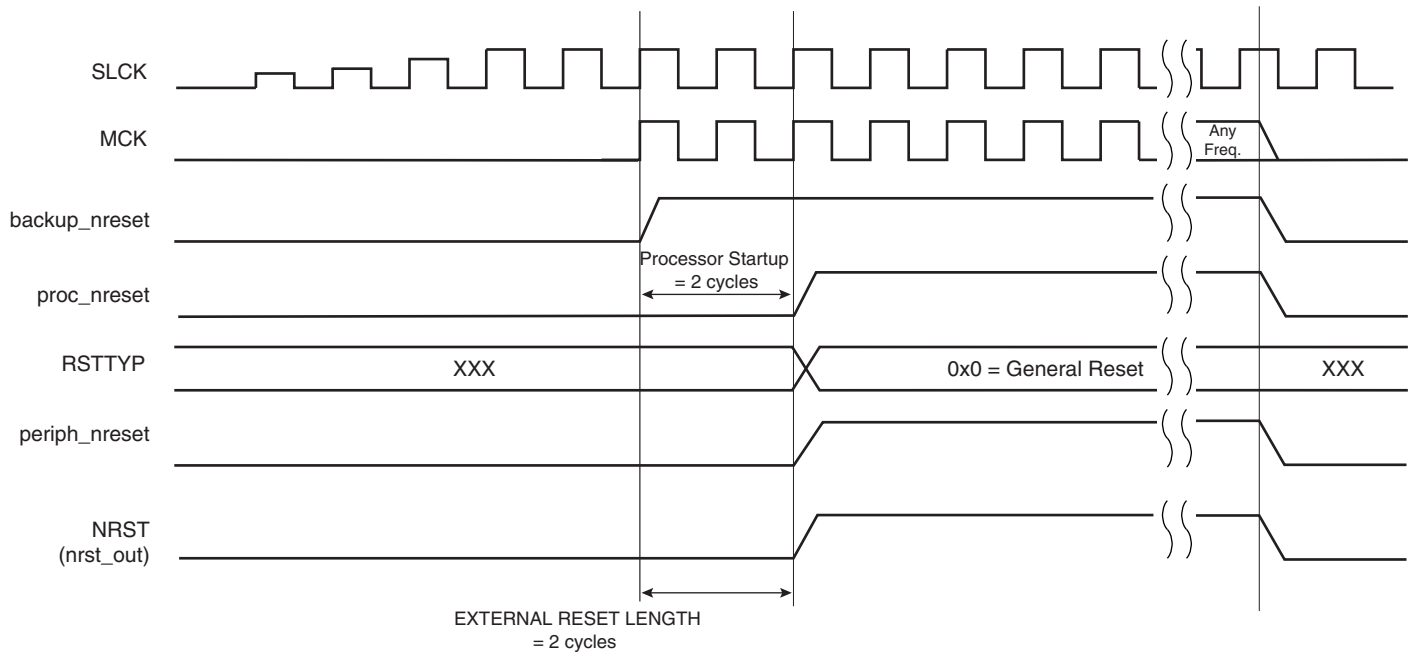 SLCK
MCK
Any
Freq.
backup_nreset
Processor Startup
= 2 cycles
proc_nreset
RSTTYP
XXX
0x0 = General Reset
XXX
periph_nreset
NRST
(nrst_out)
EXTERNAL RESET LENGTH
= 2 cycles